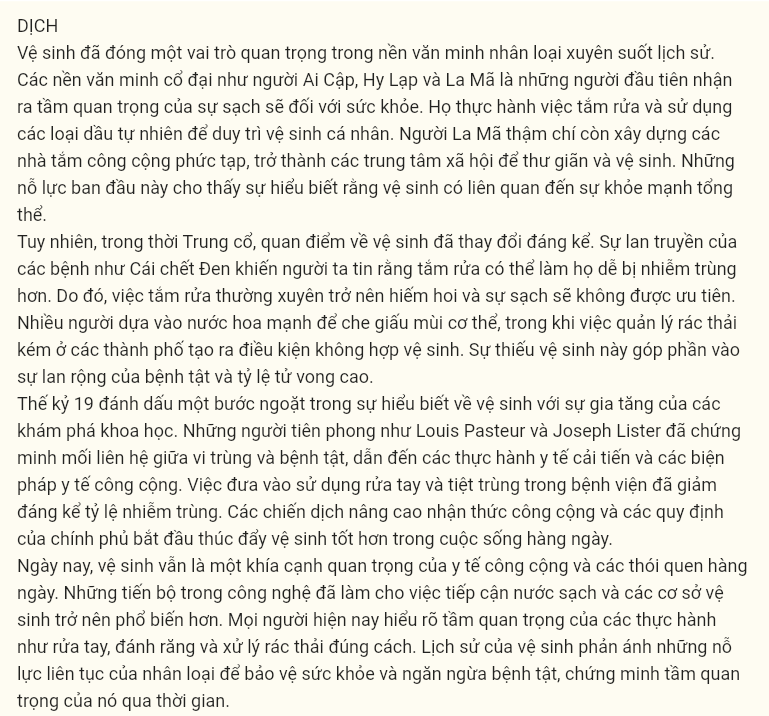 DỊCH
Vệ sinh đã đóng một vai trò quan trọng trong nền văn minh nhân loại xuyên suốt lịch sử.
Các nền văn minh cổ đại như người Ai Cập, Hy Lạp và La Mã là những người đầu tiên nhận
ra tầm quan trọng của sự sạch sẽ đối với sức khỏe. Họ thực hành việc tắm rửa và sử dụng
các loại dầu tự nhiên để duy trì vệ sinh cá nhân. Người La Mã thậm chí còn xây dựng các
nhà tắm công cộng phức tạp, trở thành các trung tâm xã hội để thư giãn và vệ sinh. Những
nỗ lực ban đầu này cho thấy sự hiểu biết rằng vệ sinh có liên quan đến sự khỏe mạnh tổng
thể.
Tuy nhiên, trong thời Trung cổ, quan điểm về vệ sinh đã thay đổi đáng kể. Sự lan truyền của
các bệnh như Cái chết Đen khiến người ta tin rằng tắm rửa có thể làm họ dễ bị nhiễm trùng
hơn. Do đó, việc tắm rửa thường xuyên trở nên hiếm hoi và sự sạch sẽ không được ưu tiên.
Nhiều người dựa vào nước hoa mạnh để che giấu mùi cơ thể, trong khi việc quản lý rác thải
kém ở các thành phố tạo ra điều kiện không hợp vệ sinh. Sự thiếu vệ sinh này góp phần vào
sự lan rộng của bệnh tật và tỷ lệ tử vong cao.
Thế kỷ 19 đánh dấu một bước ngoặt trong sự hiểu biết về vệ sinh với sự gia tăng của các
khám phá khoa học. Những người tiên phong như Louis Pasteur và Joseph Lister đã chứng
minh mối liên hệ giữa vi trùng và bệnh tật, dẫn đến các thực hành y tế cải tiến và các biện
pháp y tế công cộng. Việc đưa vào sử dụng rửa tay và tiệt trùng trong bệnh viện đã giảm
đáng kể tỷ lệ nhiễm trùng. Các chiến dịch nâng cao nhận thức công cộng và các quy định
của chính phủ bắt đầu thúc đẩy vệ sinh tốt hơn trong cuộc sống hàng ngày.
Ngày nay, vệ sinh vẫn là một khía cạnh quan trọng của y tế công cộng và các thói quen hàng
ngày. Những tiến bộ trong công nghệ đã làm cho việc tiếp cận nước sạch và các cơ sở vệ
sinh trở nên phổ biến hơn. Mọi người hiện nay hiểu rõ tầm quan trọng của các thực hành
như rửa tay, đánh răng và xử lý rác thải đúng cách. Lịch sử của vệ sinh phản ánh những nỗ
lực liên tục của nhân loại để bảo vệ sức khỏe và ngăn ngừa bệnh tật, chứng minh tầm quan
trọng của nó qua thời gian.